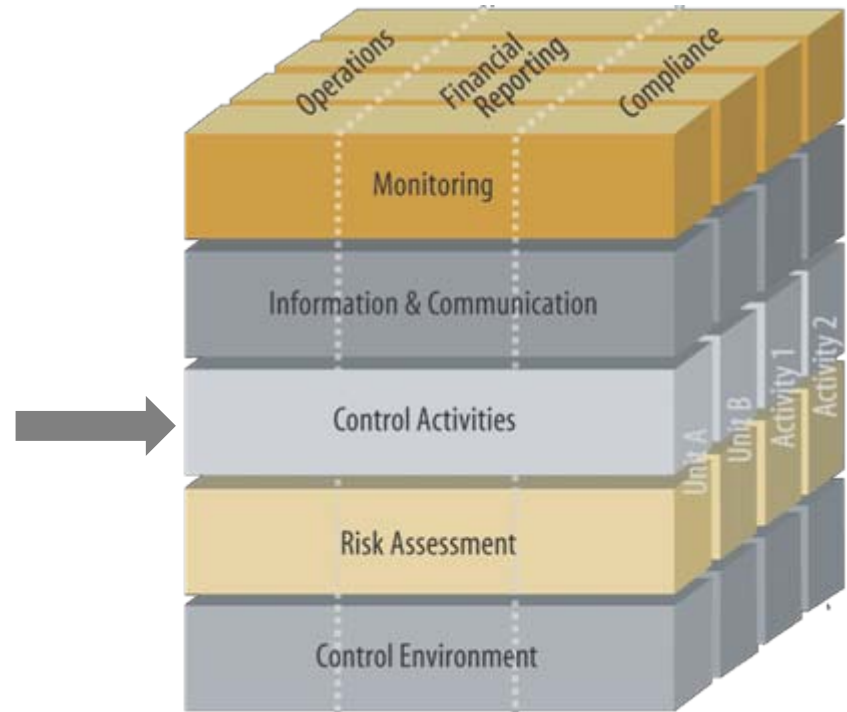 Operations
Financial
Reporting
Compliance
Monitoring
Information & Communication
Control Activities
Risk Assessment
Control Environment
Unit A
Unit B
Activity 1
Activity 2